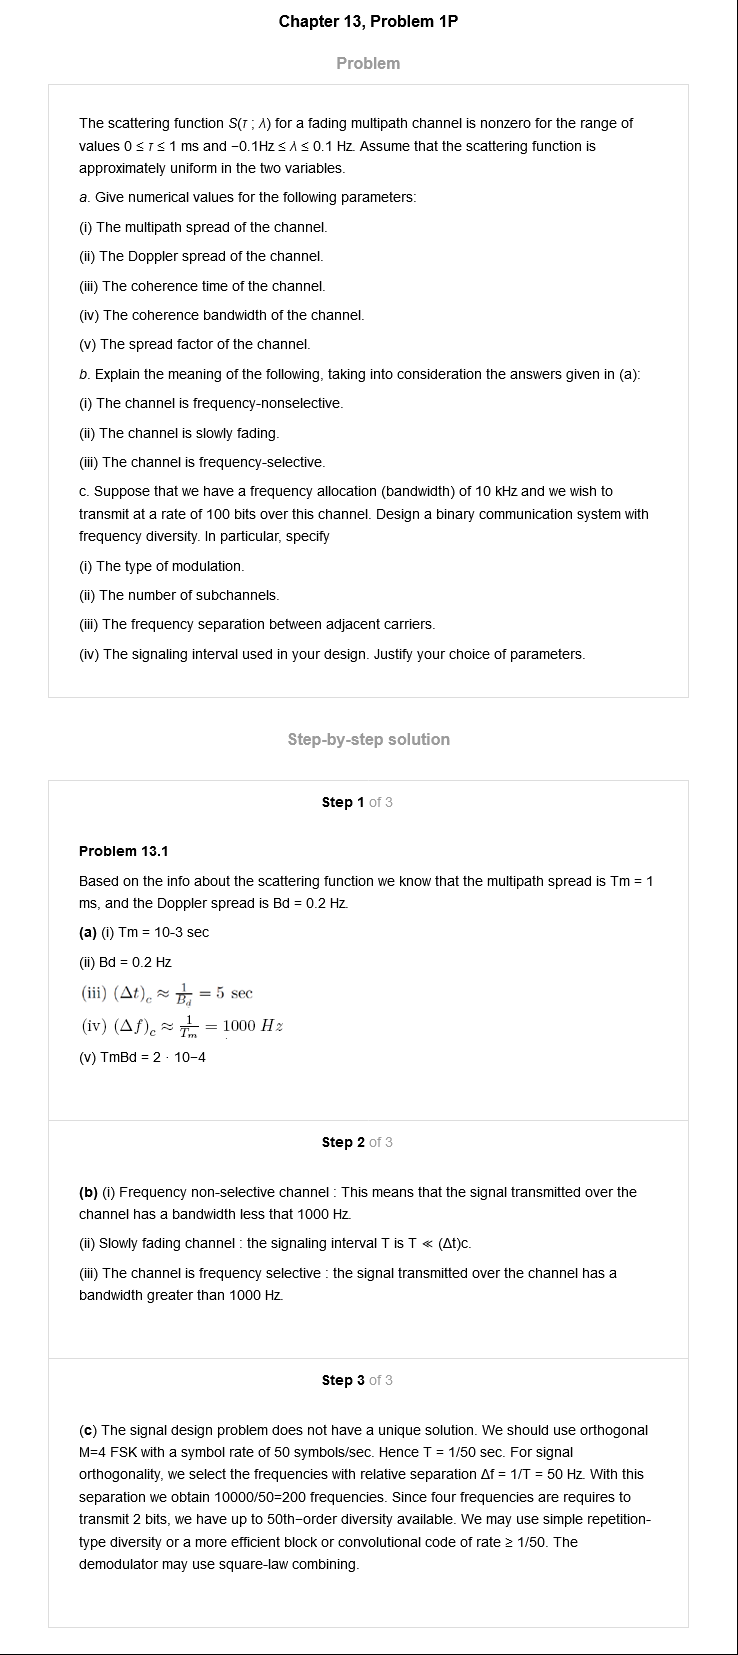 Chapter 13, Problem 1P
Problem
The scattering function S(τ ; λ) for a fading multipath channel is nonzero for the range of
values 0 ≤ τ ≤ 1 ms and −0.1Hz ≤ λ ≤ 0.1 Hz. Assume that the scattering function is
approximately uniform in the two variables.
a. Give numerical values for the following parameters:
(i) The multipath spread of the channel.
(ii) The Doppler spread of the channel.
(iii) The coherence time of the channel.
(iv) The coherence bandwidth of the channel.
(v) The spread factor of the channel.
b. Explain the meaning of the following, taking into consideration the answers given in (a):
(i) The channel is frequency-nonselective.
(ii) The channel is slowly fading.
(iii) The channel is frequency-selective.
c. Suppose that we have a frequency allocation (bandwidth) of 10 kHz and we wish to
transmit at a rate of 100 bits over this channel. Design a binary communication system with
frequency diversity. In particular, specify
(i) The type of modulation.
(ii) The number of subchannels.
(iii) The frequency separation between adjacent carriers.
(iv) The signaling interval used in your design. Justify your choice of parameters.
Step-by-step solution
Step 1 of 3
Problem 13.1
Based on the info about the scattering function we know that the multipath spread is Tm = 1
ms, and the Doppler spread is Bd = 0.2 Hz.
(a) (i) Tm = 10-3 sec
(ii) Bd = 0.2 Hz
(iii) (Δt)_c ≈ 1/B_d = 5 sec
(iv) (Δf)_c ≈ 1/T_m = 1000 Hz
(v) TmBd = 2 · 10−4
Step 2 of 3
(b) (i) Frequency non-selective channel : This means that the signal transmitted over the
channel has a bandwidth less that 1000 Hz.
(ii) Slowly fading channel : the signaling interval T is T ≪ (Δt)c.
(iii) The channel is frequency selective : the signal transmitted over the channel has a
bandwidth greater than 1000 Hz.
Step 3 of 3
(c) The signal design problem does not have a unique solution. We should use orthogonal
M=4 FSK with a symbol rate of 50 symbols/sec. Hence T = 1/50 sec. For signal
orthogonality, we select the frequencies with relative separation Δf = 1/T = 50 Hz. With this
separation we obtain 10000/50=200 frequencies. Since four frequencies are requires to
transmit 2 bits, we have up to 50th−order diversity available. We may use simple repetition-
type diversity or a more efficient block or convolutional code of rate ≥ 1/50. The
demodulator may use square-law combining.